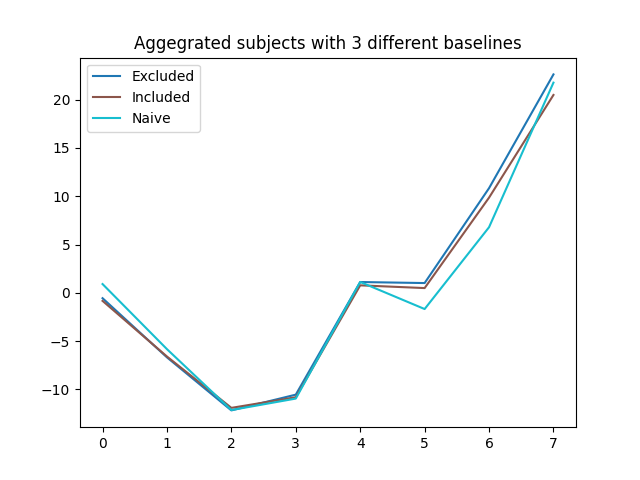 Aggegrated subjects with 3 different baselines
Excluded
Included
Naive
20
15
10
5
0
−5
−10
0 1 2 3 4 5 6 7